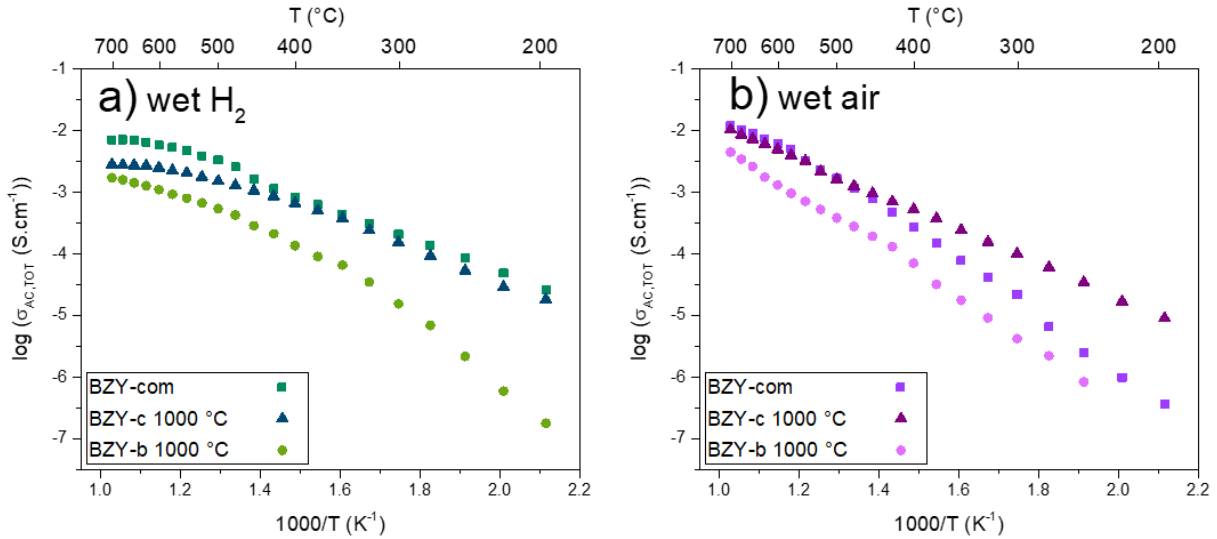 T (°C)
700 600 500 400 300 200
-1
-2
-3
-4
-5
-6
-7
log (σAC,TOT (S.cm-1))
a) wet H2
BZY-com
BZY-c 1000 °C
BZY-b 1000 °C
1.0 1.2 1.4 1.6 1.8 2.0 2.2
1000/T (K-1)
T (°C)
700 600 500 400 300 200
-1
-2
-3
-4
-5
-6
-7
log (σAC,TOT (S.cm-1))
b) wet air
BZY-com
BZY-c 1000 °C
BZY-b 1000 °C
1.0 1.2 1.4 1.6 1.8 2.0 2.2
1000/T (K-1)